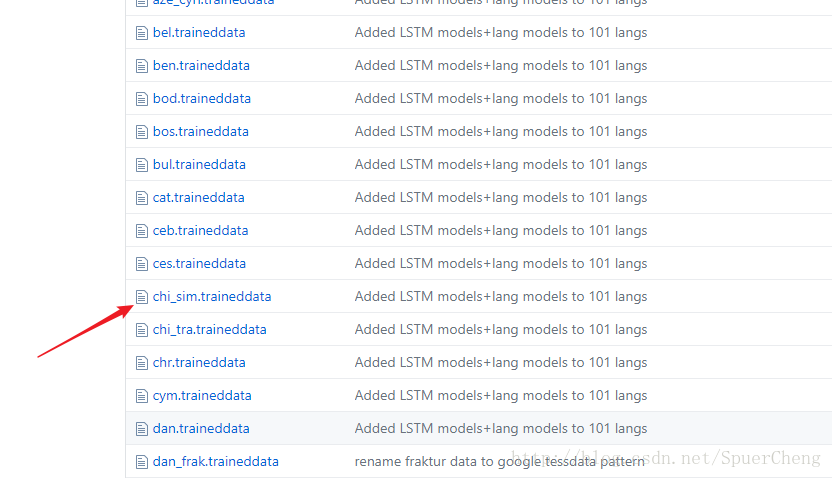 aze_cyrl.traineddata Added LSTM models+lang models to 101 langs
bel.traineddata Added LSTM models+lang models to 101 langs
ben.traineddata Added LSTM models+lang models to 101 langs
bod.traineddata Added LSTM models+lang models to 101 langs
bos.traineddata Added LSTM models+lang models to 101 langs
bul.traineddata Added LSTM models+lang models to 101 langs
cat.traineddata Added LSTM models+lang models to 101 langs
ceb.traineddata Added LSTM models+lang models to 101 langs
ces.traineddata Added LSTM models+lang models to 101 langs
chi_sim.traineddata Added LSTM models+lang models to 101 langs
chi_tra.traineddata Added LSTM models+lang models to 101 langs
chr.traineddata Added LSTM models+lang models to 101 langs
cym.traineddata Added LSTM models+lang models to 101 langs
dan.traineddata Added LSTM models+lang models to 101 langs
dan_frak.traineddata rename fraktur data to google tessdata pattern
http://blog.csdn.net/SpuerCheng